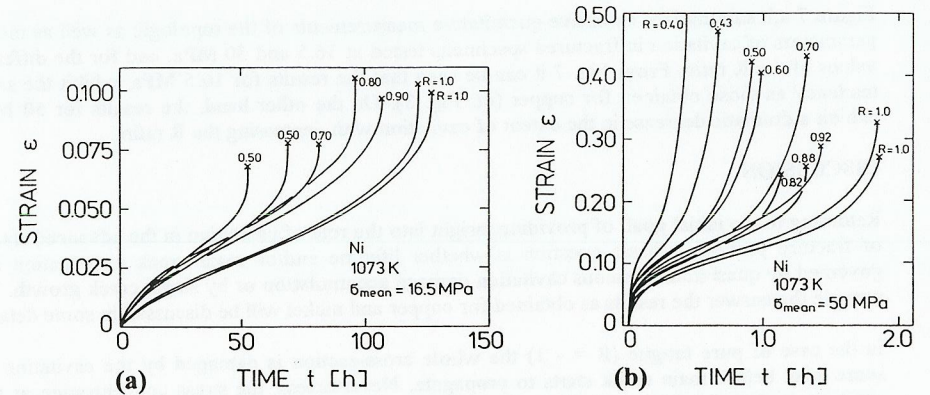 0.100
0.075
0.050
0.025
0
STRAIN ε
0.50
0.50
0.70
0.80
0.90
R=1.0
R=1.0
Ni
1073 K
σmean = 16.5 MPa
0
50
100
150
(a)
TIME t [h]
0.50
0.40
0.30
0.20
0.10
0
STRAIN ε
R=0.40
0.43
0.50
0.60
0.70
0.92
0.88
0.82
R=1.0
R=1.0
Ni
1073 K
σmean = 50 MPa
0
1.0
2.0
(b)
TIME t [h]